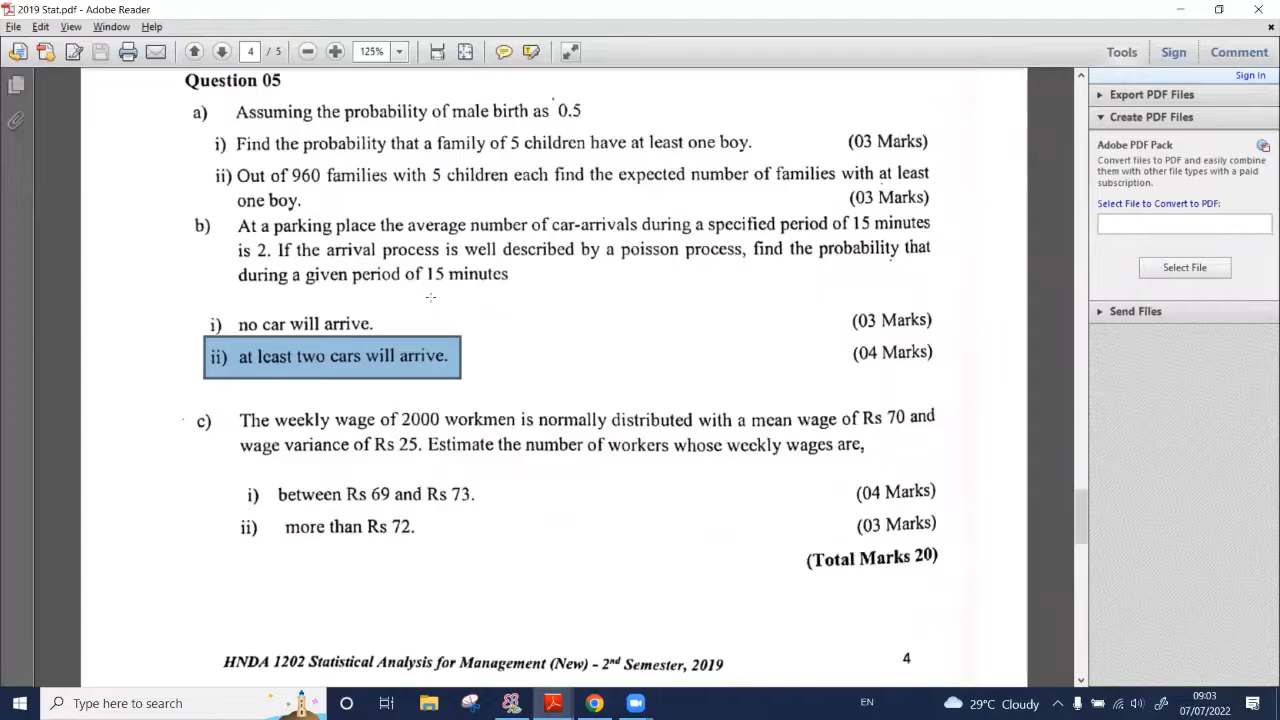 2019 Stat.pdf - Adobe Reader
File Edit View Window Help
4 / 5 125% Tools Sign Comment
Sign In
Export PDF Files
Create PDF Files
Adobe PDF Pack
Convert files to PDF and easily combine
them with other file types with a paid
subscription.
Select File to Convert to PDF:
Select File
Send Files
Question 05
a) Assuming the probability of male birth as 0.5
i) Find the probability that a family of 5 children have at least one boy. (03 Marks)
ii) Out of 960 families with 5 children each find the expected number of families with at least
one boy. (03 Marks)
b) At a parking place the average number of car-arrivals during a specified period of 15 minutes
is 2. If the arrival process is well described by a poisson process, find the probability that
during a given period of 15 minutes
i) no car will arrive. (03 Marks)
ii) at least two cars will arrive. (04 Marks)
c) The weekly wage of 2000 workmen is normally distributed with a mean wage of Rs 70 and
wage variance of Rs 25. Estimate the number of workers whose weekly wages are,
i) between Rs 69 and Rs 73. (04 Marks)
ii) more than Rs 72. (03 Marks)
(Total Marks 20)
HNDA 1202 Statistical Analysis for Management (New) - 2nd Semester, 2019 4
Type here to search
EN
29°C Cloudy
09:03
07/07/2022